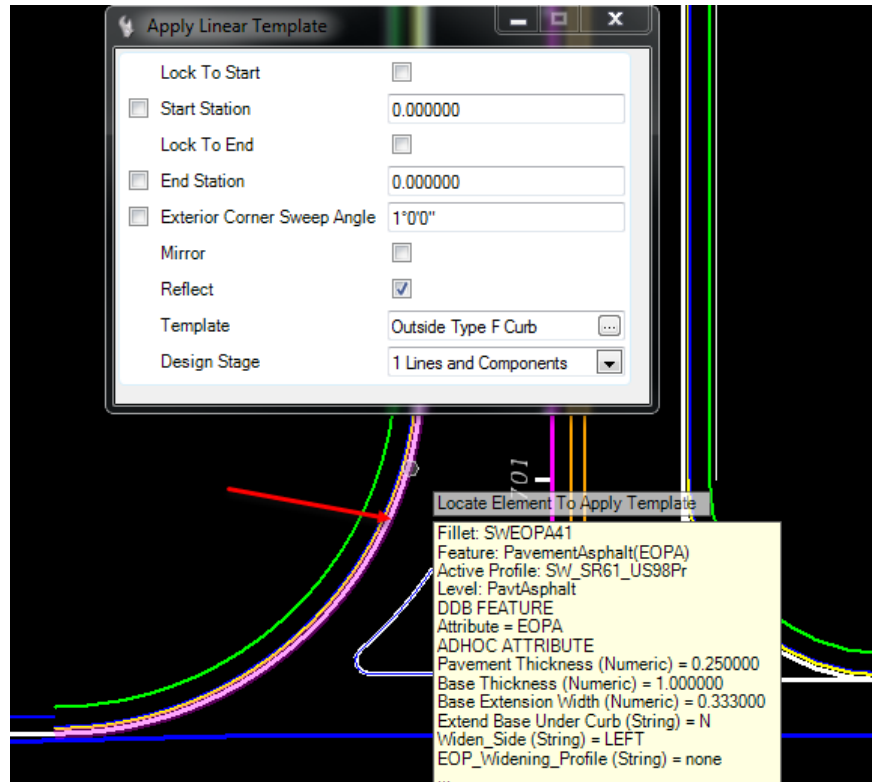 Apply Linear Template
Lock To Start
Start Station 0.000000
Lock To End
End Station 0.000000
Exterior Corner Sweep Angle 1°0'0"
Mirror
Reflect
Template Outside Type F Curb ...
Design Stage 1 Lines and Components
701
Locate Element To Apply Template
Fillet: SWEOPA41
Feature: PavementAsphalt(EOPA)
Active Profile: SW_SR61_US98Pr
Level: PavtAsphalt
DDB FEATURE
Attribute = EOPA
ADHOC ATTRIBUTE
Pavement Thickness (Numeric) = 0.250000
Base Thickness (Numeric) = 1.000000
Base Extension Width (Numeric) = 0.333000
Extend Base Under Curb (String) = N
Widen_Side (String) = LEFT
EOP_Widening_Profile (String) = none
...